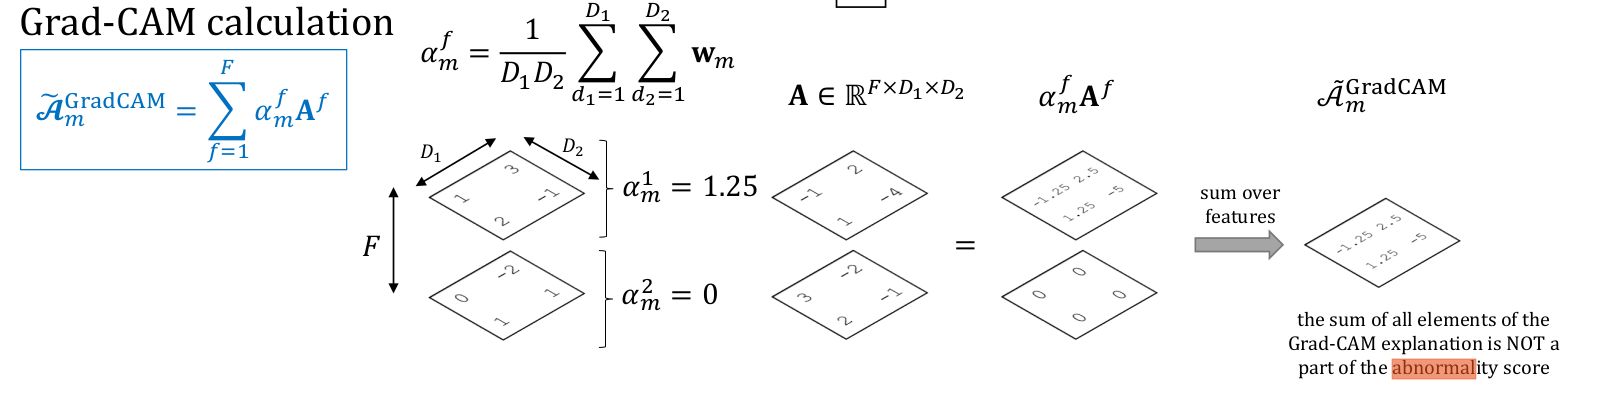 Grad-CAM calculation
$\widetilde{\mathcal{A}}_m^{\text{GradCAM}} = \sum_{f=1}^{F} \alpha_m^f \mathbf{A}^f$
$\alpha_m^f = \frac{1}{D_1 D_2} \sum_{d_1=1}^{D_1} \sum_{d_2=1}^{D_2} \mathbf{w}_m$
$\mathbf{A} \in \mathbb{R}^{F \times D_1 \times D_2}$
$\alpha_m^f \mathbf{A}^f$
$\tilde{\mathcal{A}}_m^{\text{GradCAM}}$
$D_1$
$D_2$
F
1 3
2 -1
$\alpha_m^1 = 1.25$
-1 2
1 -4
-1.25 2.5
1.25 -5
0 -2
1 1
$\alpha_m^2 = 0$
3 -2
2 -1
=
0 0
0 0
sum over
features
-1.25 2.5
1.25 -5
the sum of all elements of the
Grad-CAM explanation is NOT a
part of the abnormality score